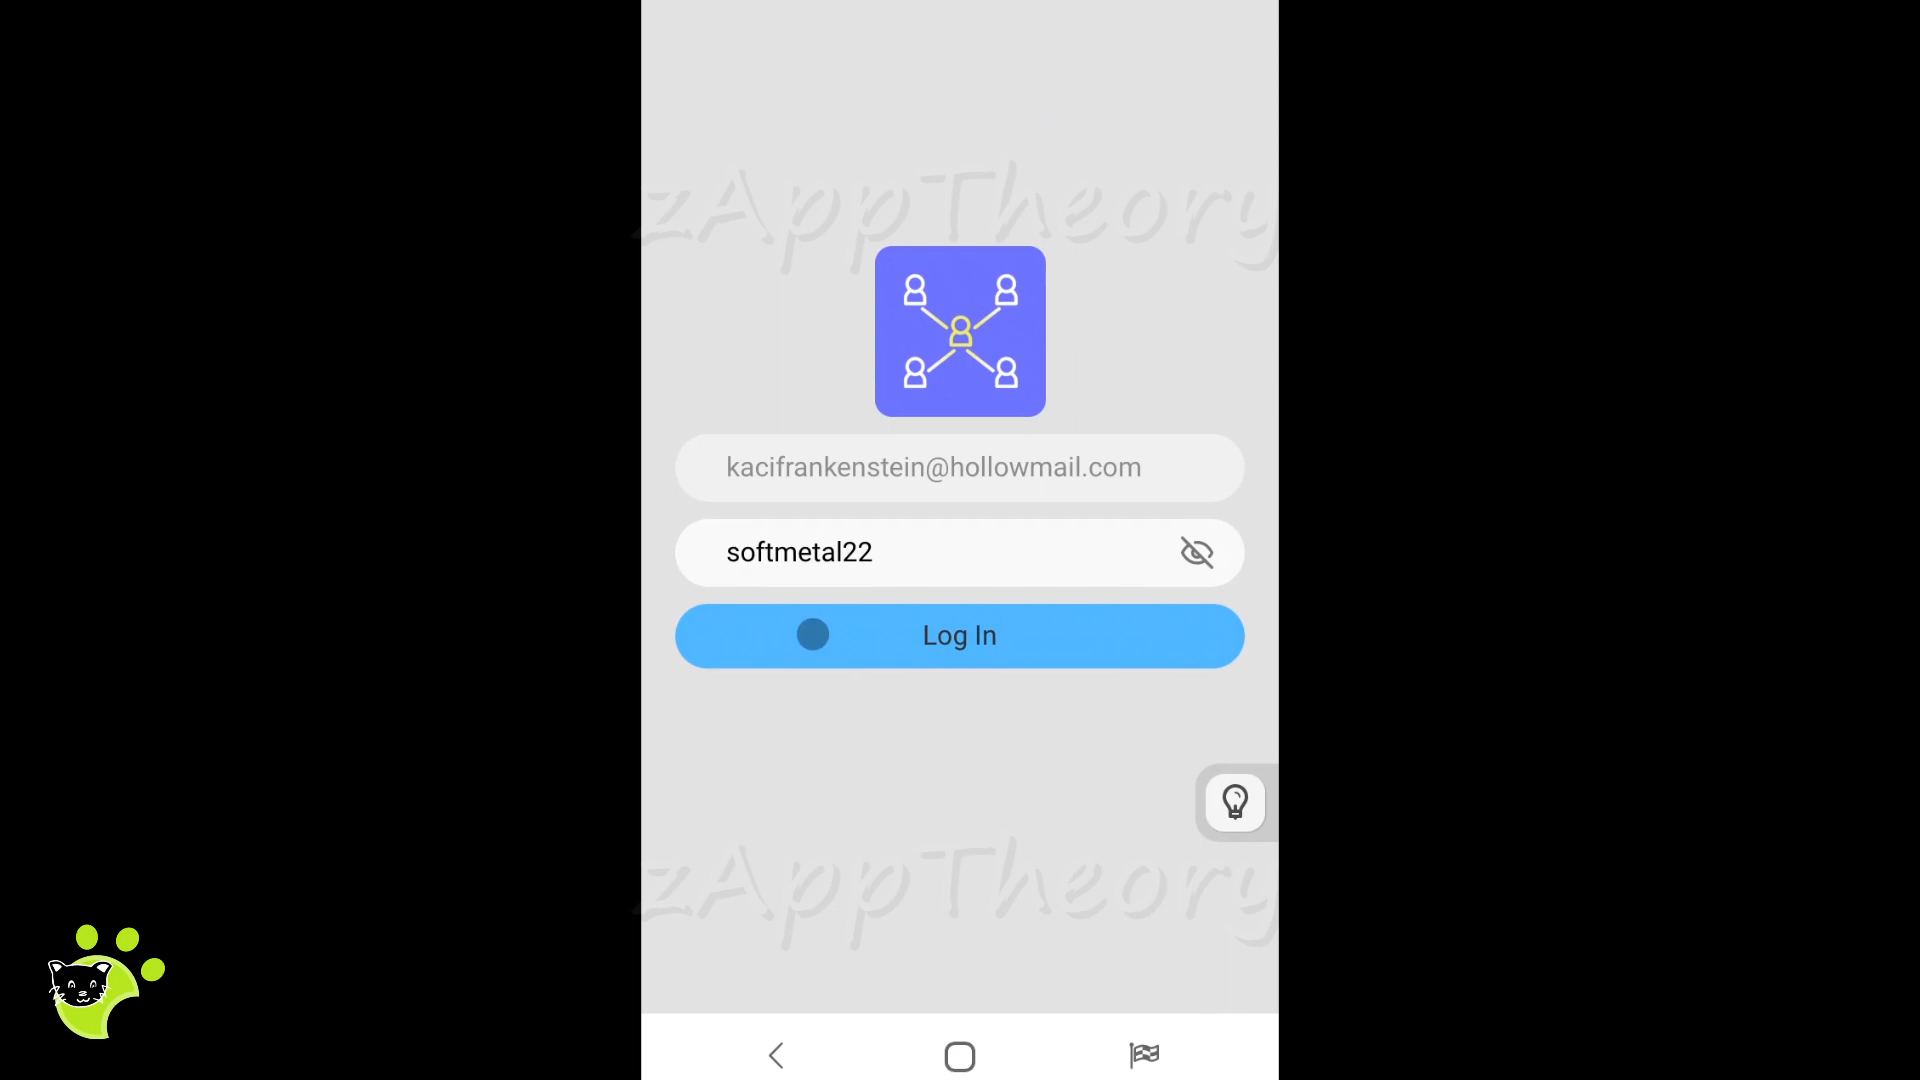 zAppTheory
kacifrankenstein@hollowmail.com
softmetal22
Log In
zAppTheory